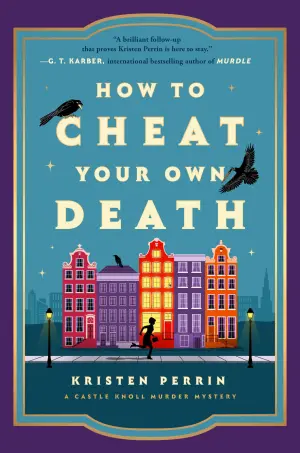 "A brilliant follow-up
that proves Kristen Perrin is here to stay."
—G. T. KARBER, international bestselling author of MURDLE
HOW TO
CHEAT
YOUR OWN
DEATH
KRISTEN PERRIN
A CASTLE KNOLL MURDER MYSTERY